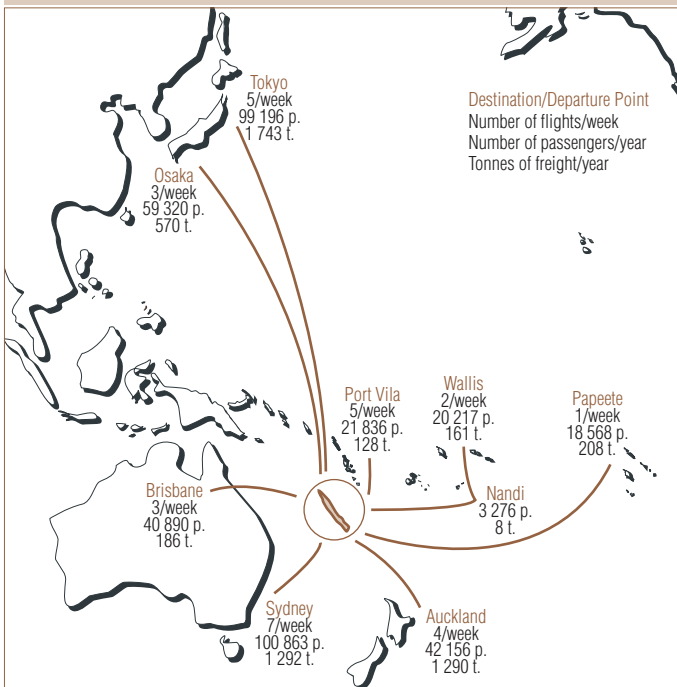 Tokyo
5/week
99 196 p.
1 743 t.
Destination/Departure Point
Number of flights/week
Number of passengers/year
Tonnes of freight/year
Osaka
3/week
59 320 p.
570 t.
Port Vila
5/week
21 836 p.
128 t.
Wallis
2/week
20 217 p.
161 t.
Papeete
1/week
18 568 p.
208 t.
Brisbane
3/week
40 890 p.
186 t.
Nandi
3 276 p.
8 t.
Sydney
7/week
100 863 p.
1 292 t.
Auckland
4/week
42 156 p.
1 290 t.